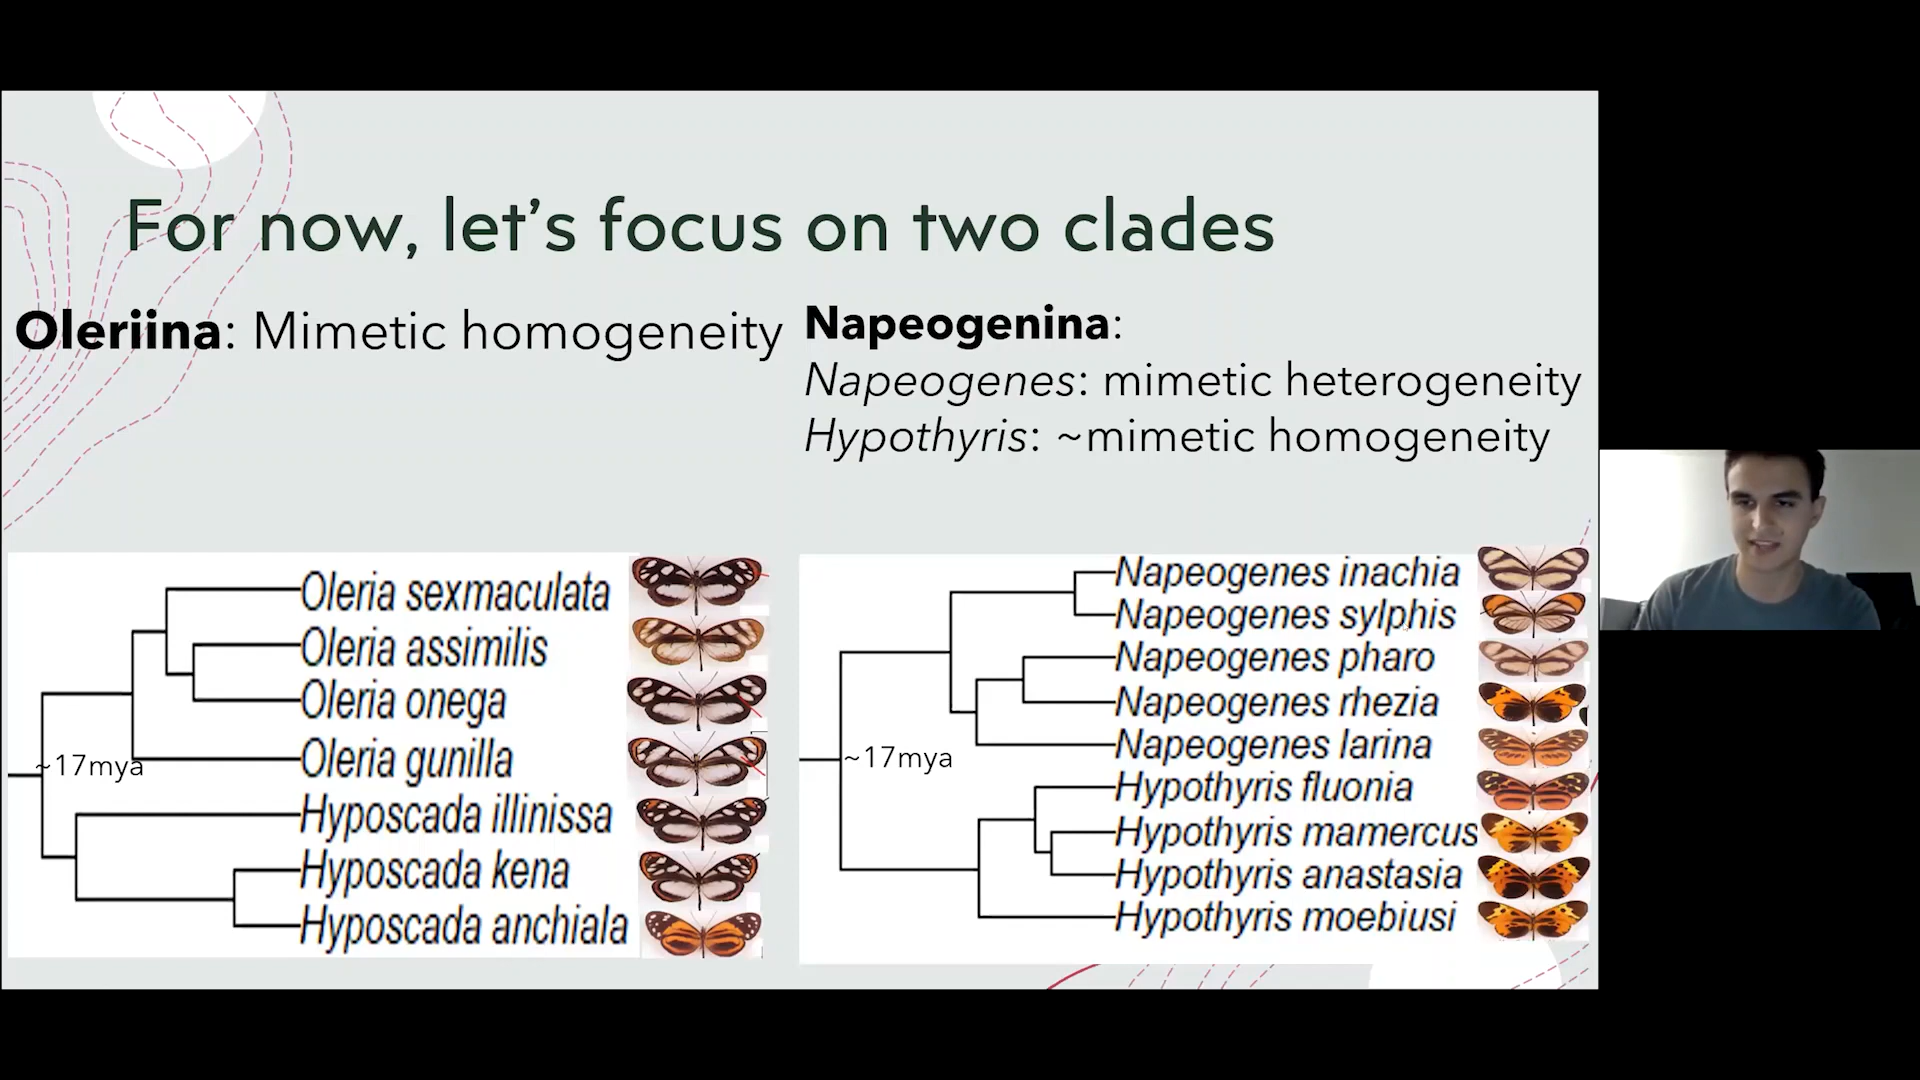 For now, let's focus on two clades
Oleriina: Mimetic homogeneity
Napeogenina:
Napeogenes: mimetic heterogeneity
Hypothyris: ~mimetic homogeneity
Oleria sexmaculata
Oleria assimilis
Oleria onega
Oleria gunilla
~17mya
Hyposcada illinissa
Hyposcada kena
Hyposcada anchiala
Napeogenes inachia
Napeogenes sylphis
Napeogenes pharo
Napeogenes rhezia
Napeogenes larina
~17mya
Hypothyris fluonia
Hypothyris mamercus
Hypothyris anastasia
Hypothyris moebiusi